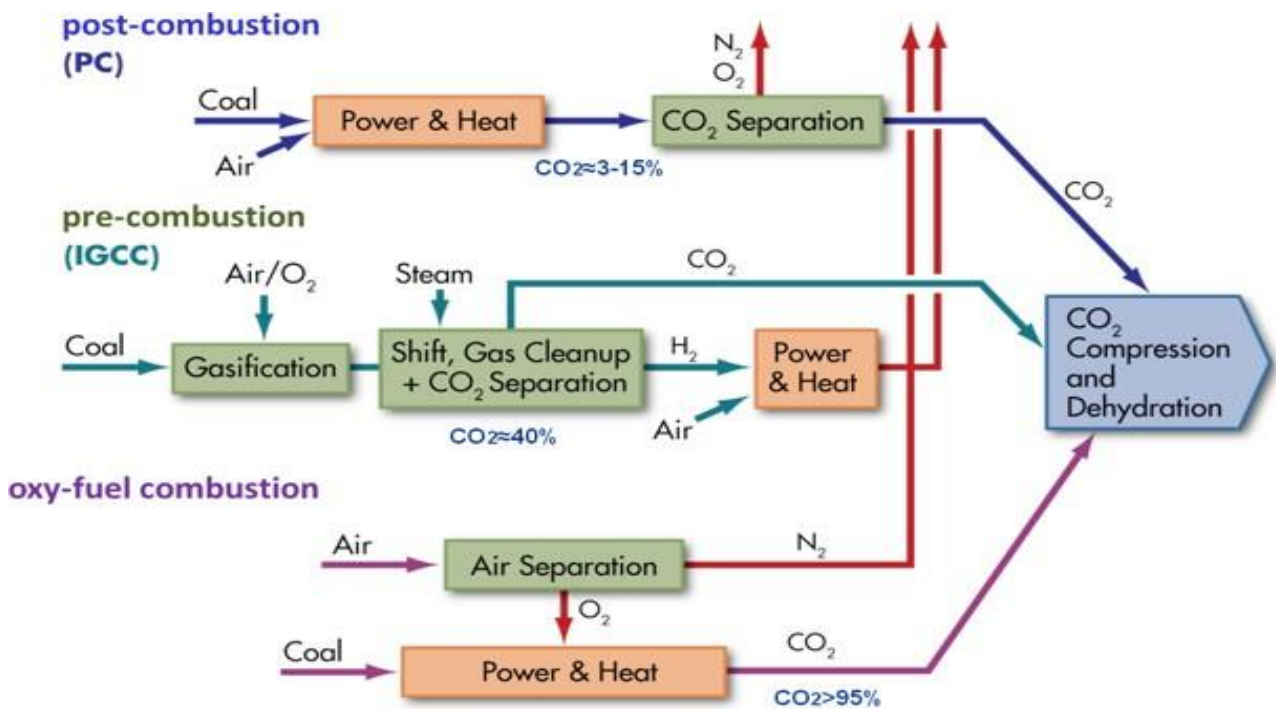 post-combustion
(PC)
N₂
O₂
Coal
Air
Power & Heat
CO₂ Separation
CO₂≈3-15%
CO₂
pre-combustion
(IGCC)
Air/O₂
Steam
CO₂
Coal
Gasification
Shift, Gas Cleanup
+ CO₂ Separation
H₂
Air
Power
& Heat
CO₂≈40%
CO₂
Compression
and
Dehydration
oxy-fuel combustion
Air
Air Separation
N₂
O₂
Coal
Power & Heat
CO₂
CO₂>95%